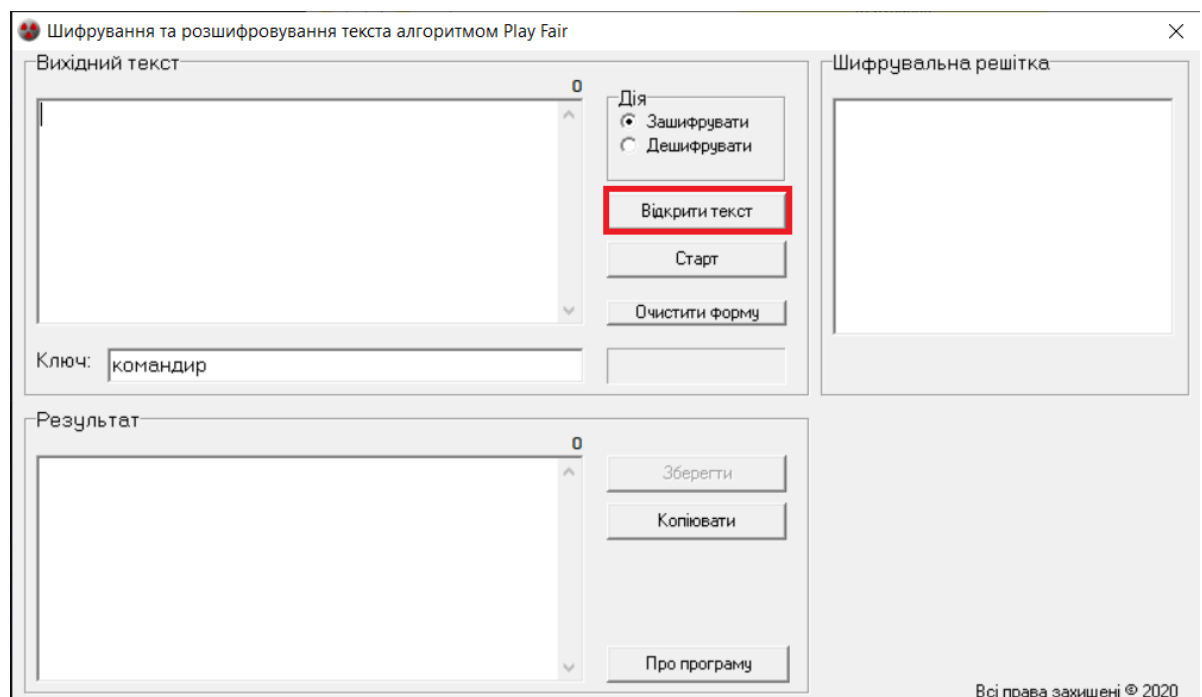 Шифрування та розшифровування текста алгоритмом Play Fair
Вихідний текст
0
Дія
Зашифрувати
Дешифрувати
Відкрити текст
Старт
Очистити форму
Ключ: командир
Шифрувальна решітка
Результат
0
Зберегти
Копіювати
Про програму
Всі права захищені © 2020